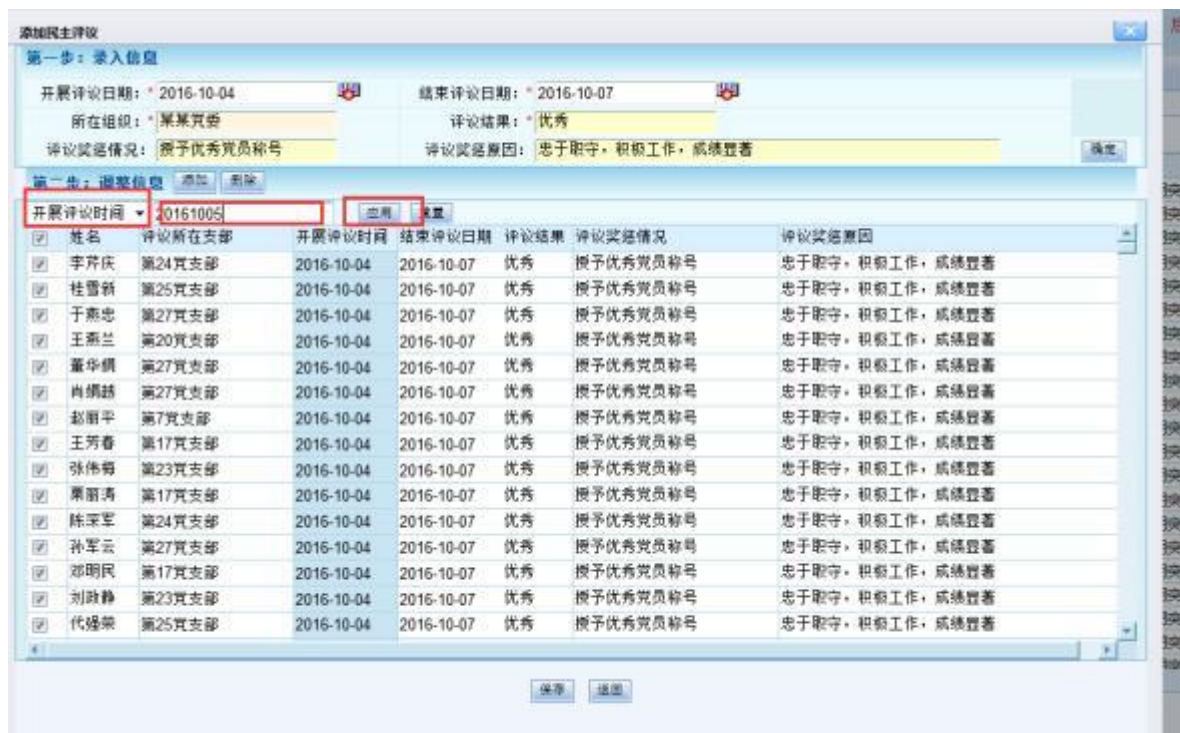 添加民主评议
第一步：录入信息
开展评议日期：* 2016-10-04 结束评议日期：* 2016-10-07
所在组织：* 某某党委 评议结果：* 优秀
评议奖惩情况： 授予优秀党员称号 评议奖惩原因： 忠于职守，积极工作，成绩显著 确定
第二步：调整信息 添加 删除
开展评议时间 20161005 应用 重置
姓名 评议所在支部 开展评议时间 结束评议日期 评议结果 评议奖惩情况 评议奖惩原因
李芹庆 第24党支部 2016-10-04 2016-10-07 优秀 授予优秀党员称号 忠于职守，积极工作，成绩显著
桂雪新 第25党支部 2016-10-04 2016-10-07 优秀 授予优秀党员称号 忠于职守，积极工作，成绩显著
于燕忠 第27党支部 2016-10-04 2016-10-07 优秀 授予优秀党员称号 忠于职守，积极工作，成绩显著
王燕兰 第20党支部 2016-10-04 2016-10-07 优秀 授予优秀党员称号 忠于职守，积极工作，成绩显著
董华娟 第27党支部 2016-10-04 2016-10-07 优秀 授予优秀党员称号 忠于职守，积极工作，成绩显著
肖娟越 第27党支部 2016-10-04 2016-10-07 优秀 授予优秀党员称号 忠于职守，积极工作，成绩显著
赵丽平 第7党支部 2016-10-04 2016-10-07 优秀 授予优秀党员称号 忠于职守，积极工作，成绩显著
王芳春 第17党支部 2016-10-04 2016-10-07 优秀 授予优秀党员称号 忠于职守，积极工作，成绩显著
张伟梅 第23党支部 2016-10-04 2016-10-07 优秀 授予优秀党员称号 忠于职守，积极工作，成绩显著
栗丽涛 第17党支部 2016-10-04 2016-10-07 优秀 授予优秀党员称号 忠于职守，积极工作，成绩显著
陈深军 第24党支部 2016-10-04 2016-10-07 优秀 授予优秀党员称号 忠于职守，积极工作，成绩显著
孙军云 第27党支部 2016-10-04 2016-10-07 优秀 授予优秀党员称号 忠于职守，积极工作，成绩显著
邓明民 第17党支部 2016-10-04 2016-10-07 优秀 授予优秀党员称号 忠于职守，积极工作，成绩显著
刘政静 第23党支部 2016-10-04 2016-10-07 优秀 授予优秀党员称号 忠于职守，积极工作，成绩显著
代强荣 第25党支部 2016-10-04 2016-10-07 优秀 授予优秀党员称号 忠于职守，积极工作，成绩显著
保存 返回